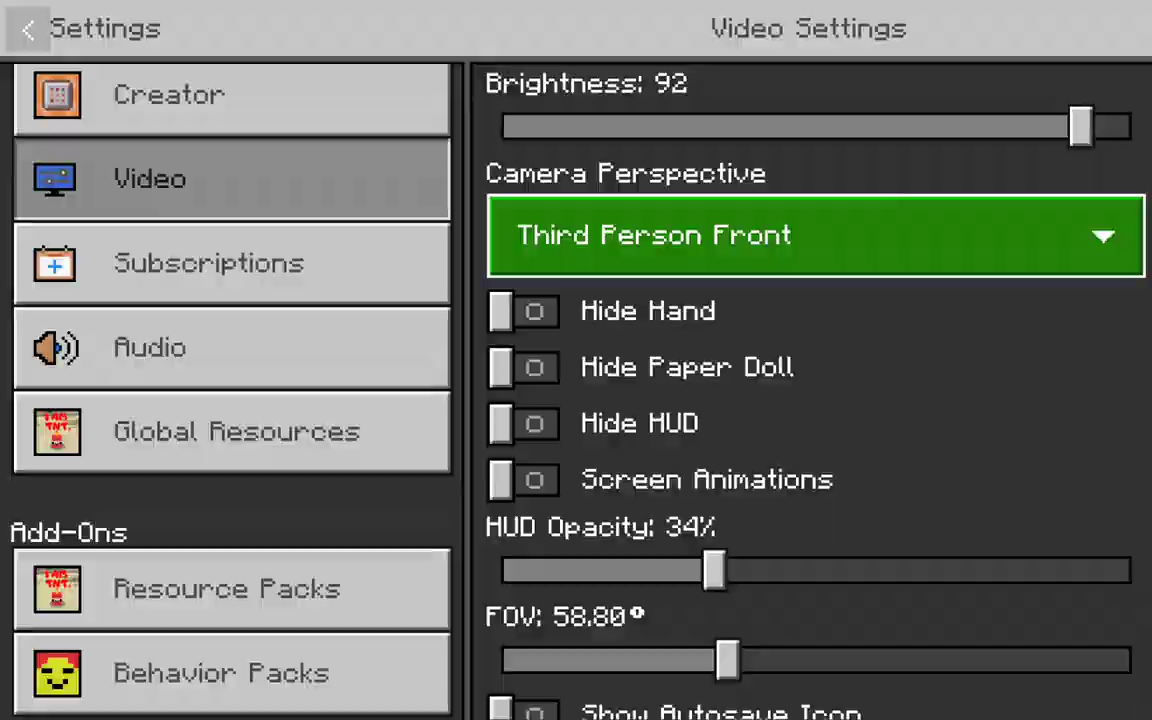 Settings
Video Settings
Creator
Video
Subscriptions
Audio
Global Resources
Add-Ons
Resource Packs
Behavior Packs
Brightness: 92
Camera Perspective
Third Person Front
Hide Hand
Hide Paper Doll
Hide HUD
Screen Animations
HUD Opacity: 34%
FOV: 58.80°
Show Autosave Icon